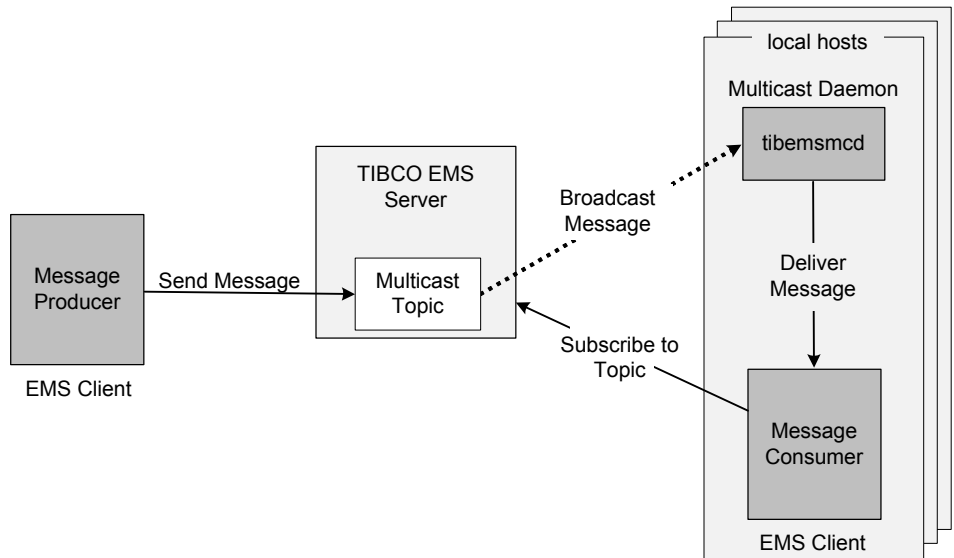 local hosts
Multicast Daemon
tibemsmcd
TIBCO EMS
Server
Broadcast
Message
Message
Producer
Send Message
Multicast
Topic
Deliver
Message
Subscribe to
Topic
EMS Client
Message
Consumer
EMS Client